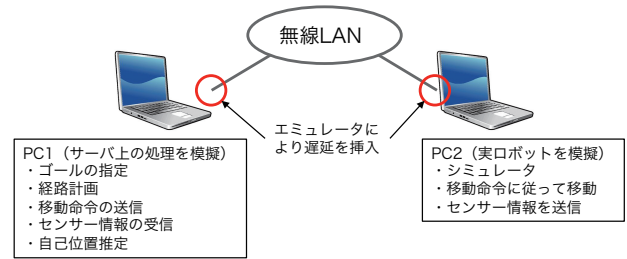 無線LAN
エミュレータに
より遅延を挿入
PC1（サーバ上の処理を模擬）
・ゴールの指定
・経路計画
・移動命令の送信
・センサー情報の受信
・自己位置推定
PC2（実ロボットを模擬）
・シミュレータ
・移動命令に従って移動
・センサー情報を送信